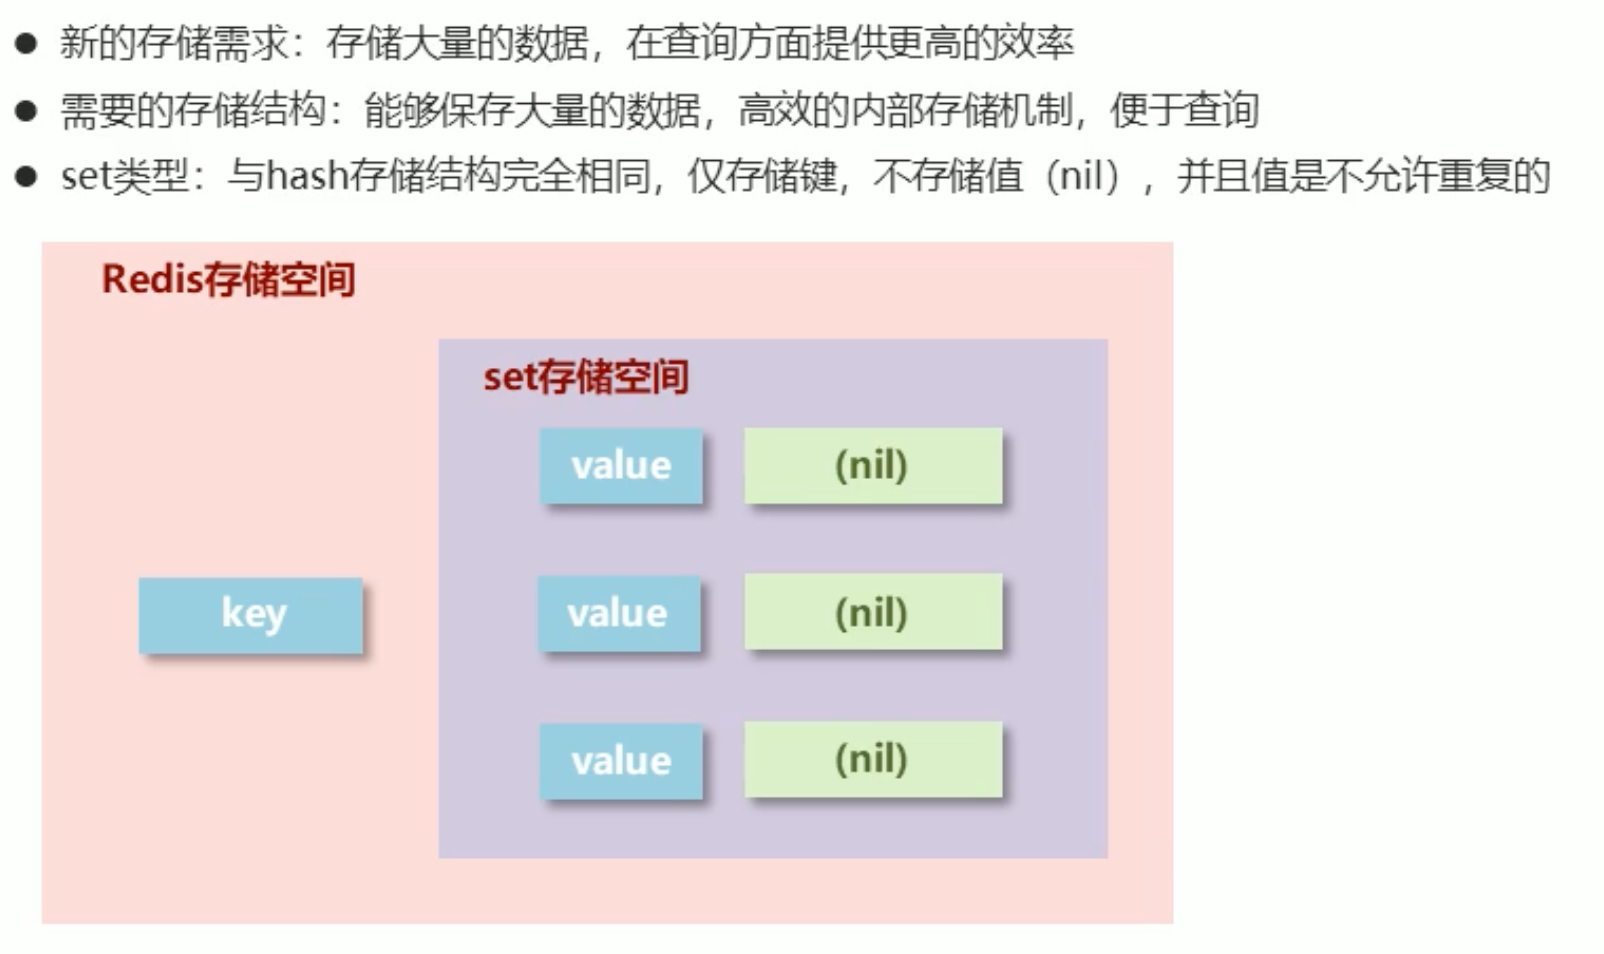 ● 新的存储需求：存储大量的数据，在查询方面提供更高的效率
● 需要的存储结构：能够保存大量的数据，高效的内部存储机制，便于查询
● set类型：与hash存储结构完全相同，仅存储键，不存储值（nil），并且值是不允许重复的
Redis存储空间
set存储空间
value (nil)
key value (nil)
value (nil)